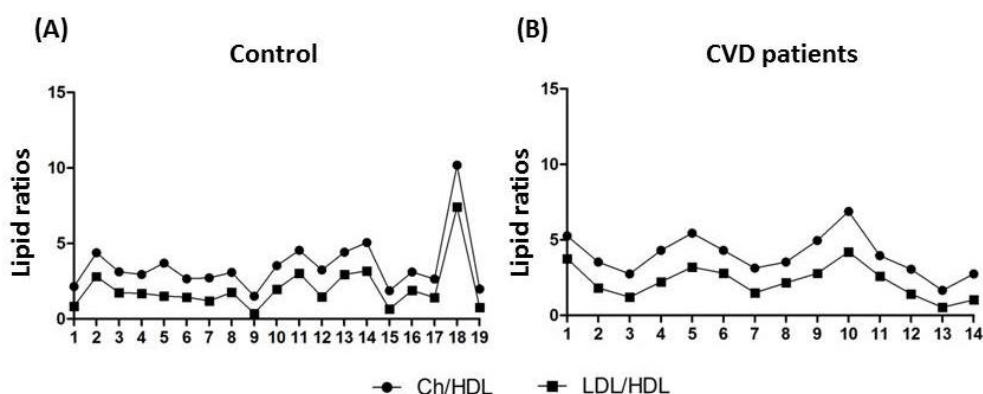 (A)
Control
Lipid ratios
15
10
5
0
1 2 3 4 5 6 7 8 9 10 11 12 13 14 15 16 17 18 19
(B)
CVD patients
Lipid ratios
15
10
5
0
1 2 3 4 5 6 7 8 9 10 11 12 13 14
Ch/HDL LDL/HDL